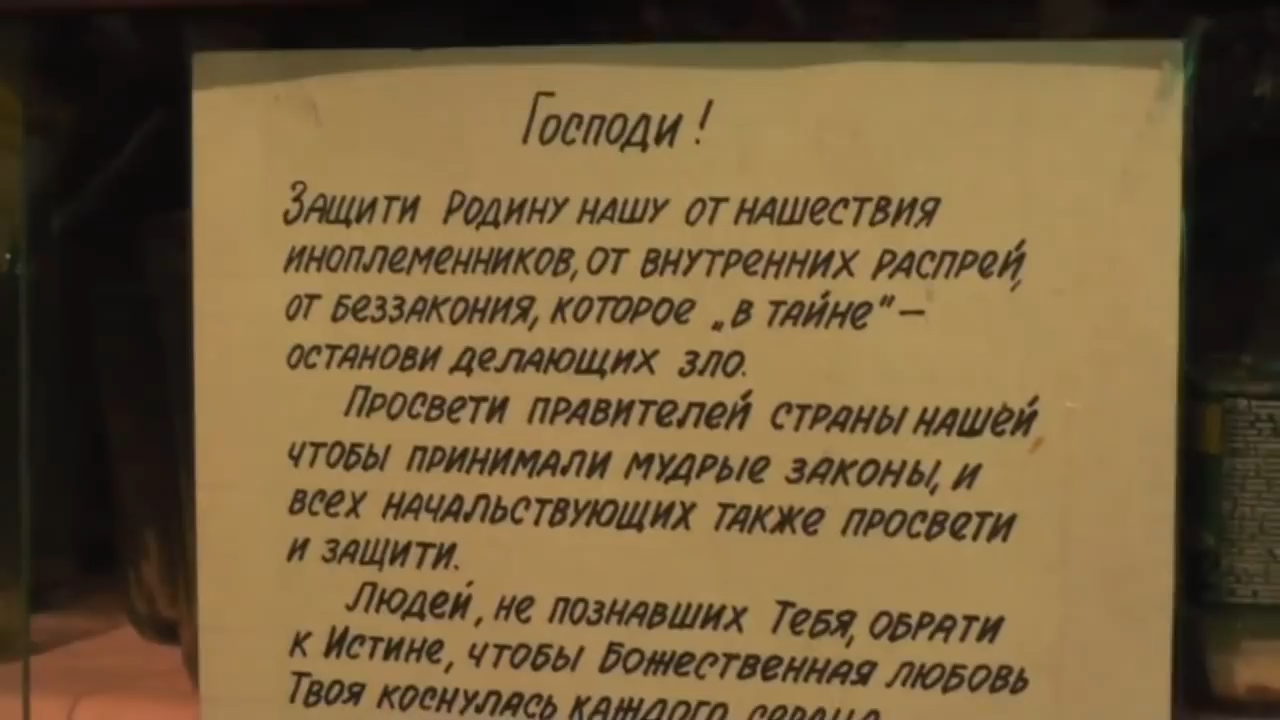 Господи!
Защити Родину нашу от нашествия
иноплеменников, от внутренних распрей,
от беззакония, которое „в тайне“ –
останови делающих зло.
Просвети правителей страны нашей
чтобы принимали мудрые законы, и
всех начальствующих также просвети
и защити.
Людей, не познавших Тебя, обрати
к Истине, чтобы Божественная любовь
Твоя коснулась каждого сердца